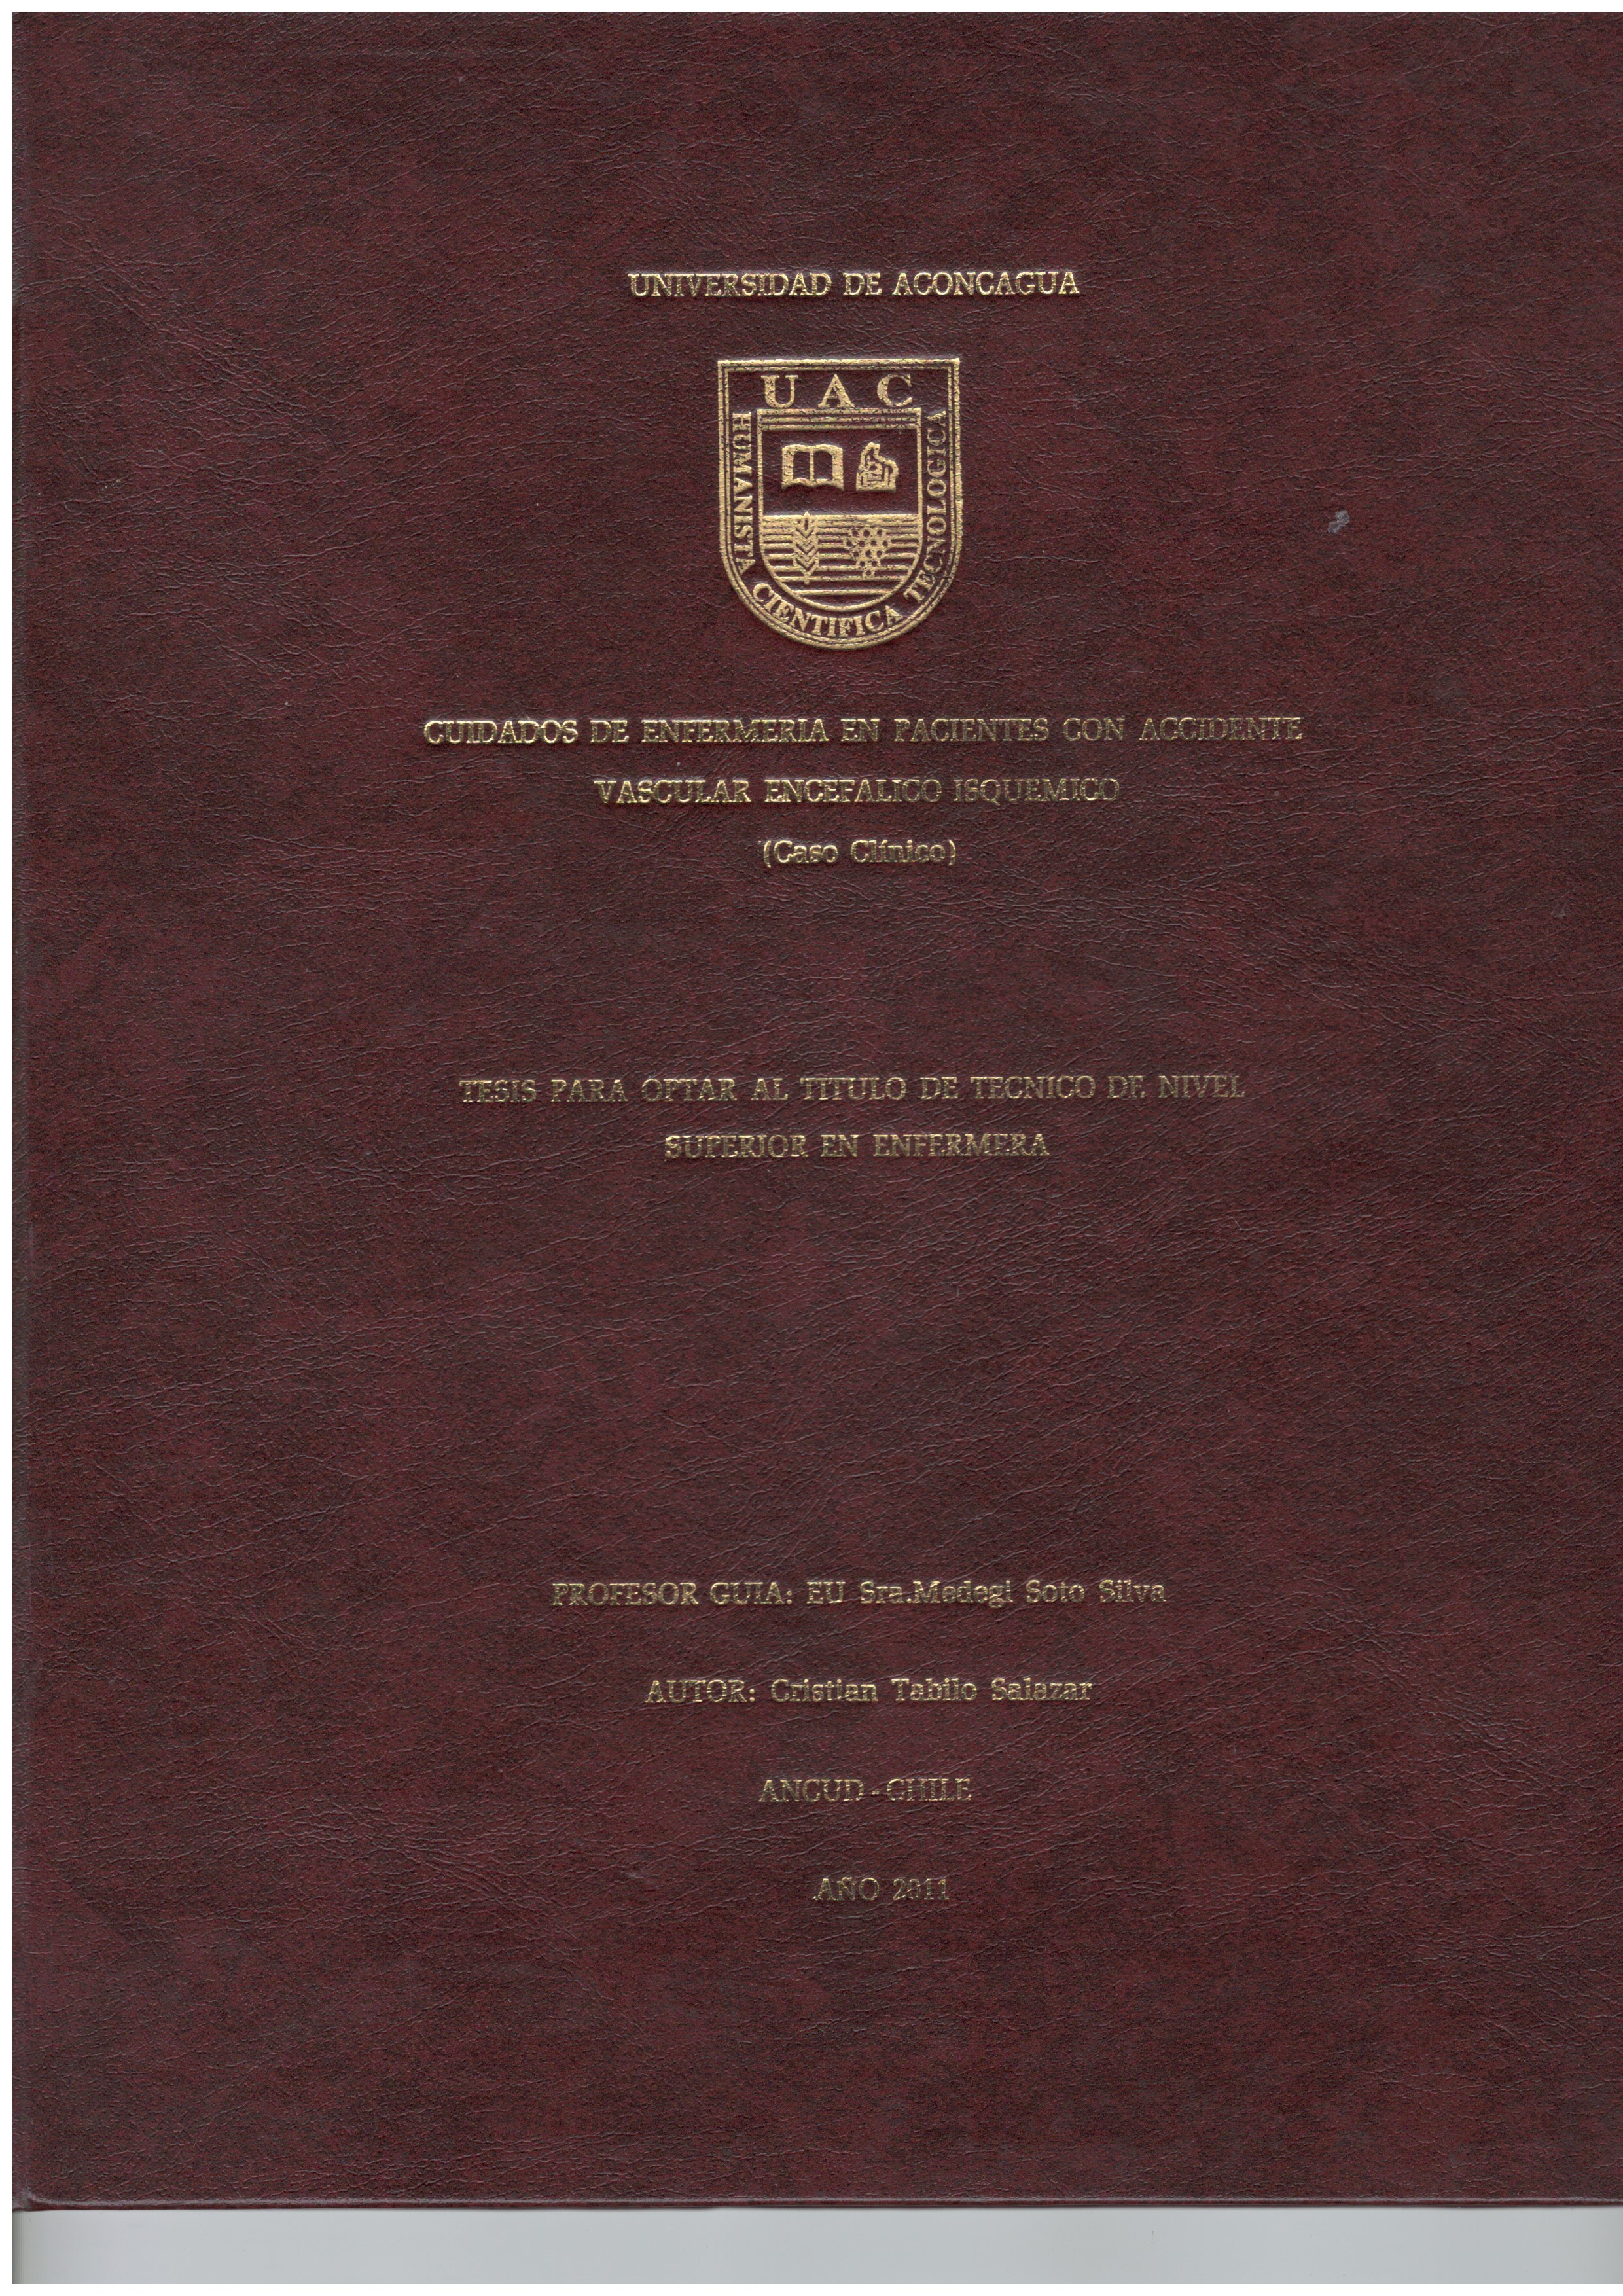 UNIVERSIDAD DE ACONCAGUA
UAC
HUMANISTA CIENTIFICA TECNOLOGICA
CUIDADOS DE ENFERMERIA EN PACIENTES CON ACCIDENTE
VASCULAR ENCEFALICO ISQUEMICO
(Caso Clínico)
TESIS PARA OPTAR AL TITULO DE TECNICO DE NIVEL
SUPERIOR EN ENFERMERA
PROFESOR GUIA: EU Sra.Medegi Soto Silva
AUTOR: Cristian Tabilo Salazar
ANCUD-CHILE
AÑO 2011